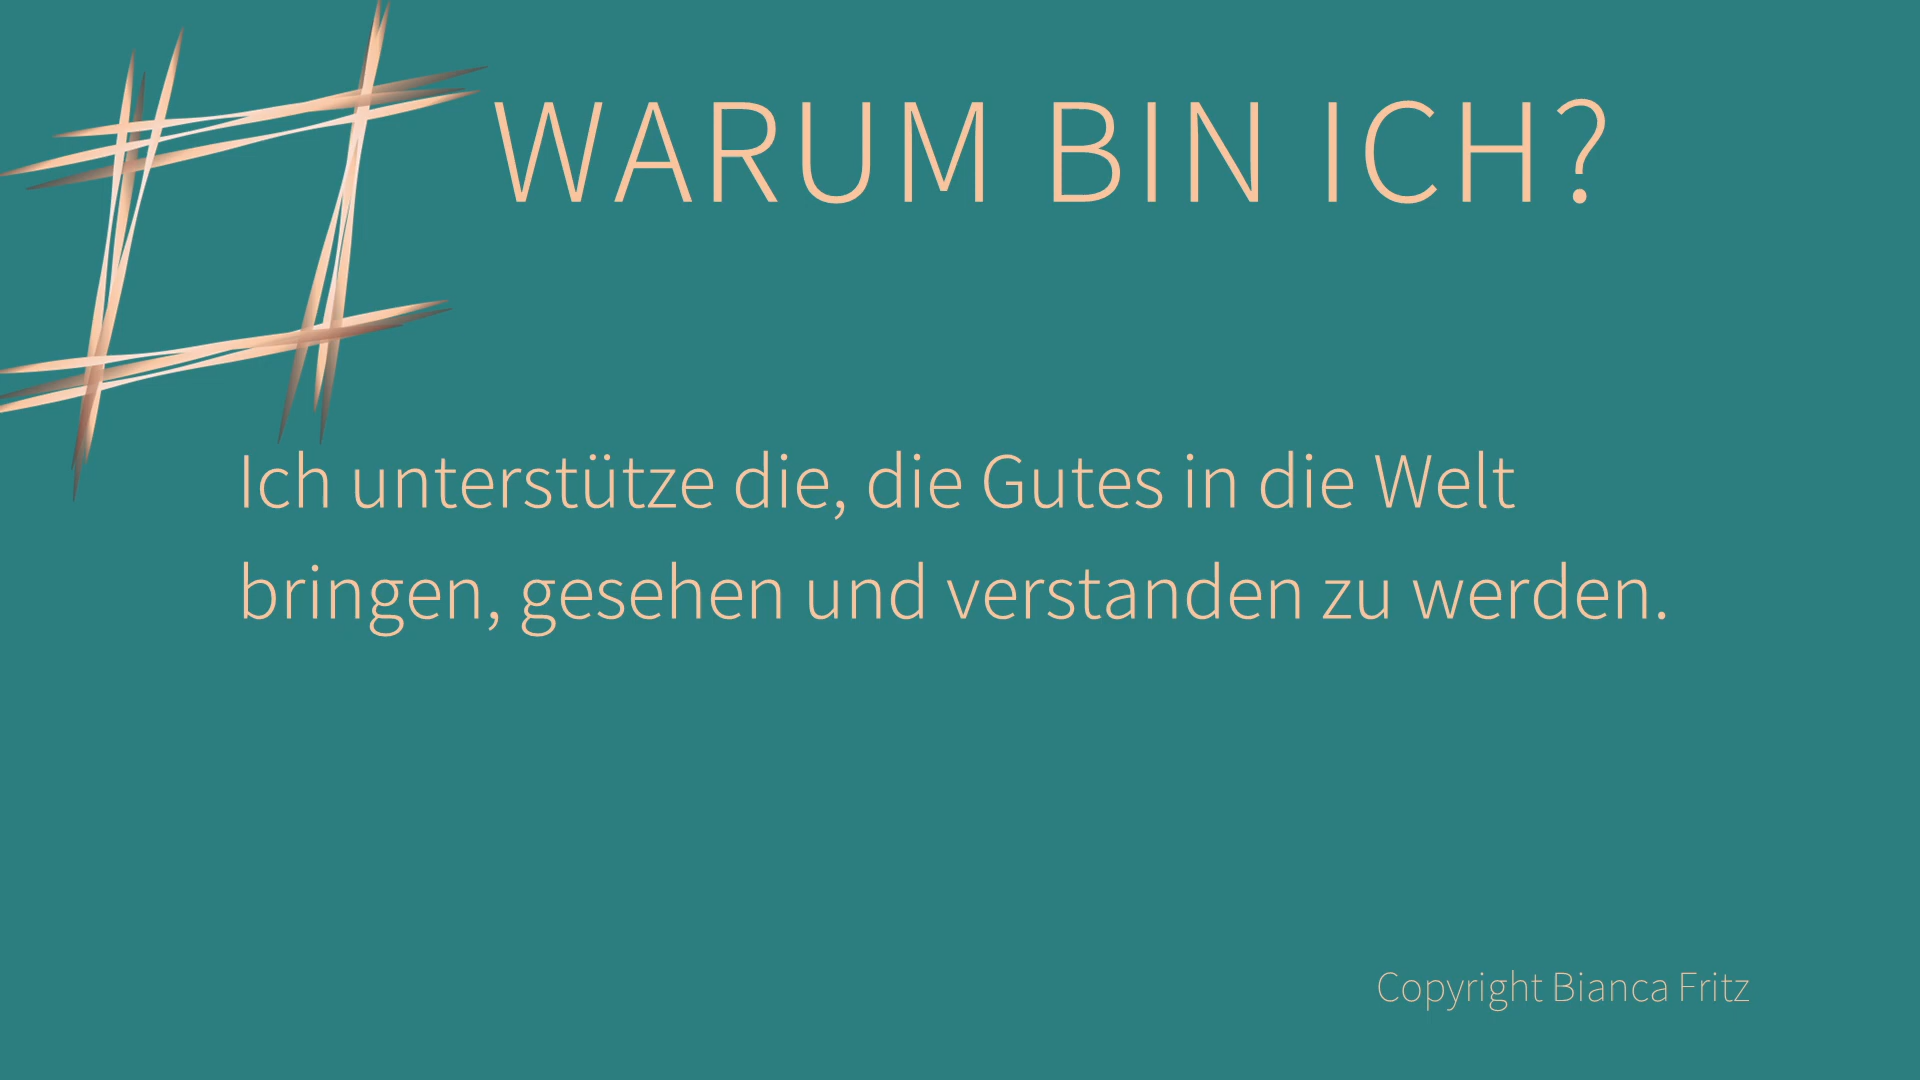 WARUM BIN ICH?
Ich unterstütze die, die Gutes in die Welt
bringen, gesehen und verstanden zu werden.
Copyright Bianca Fritz